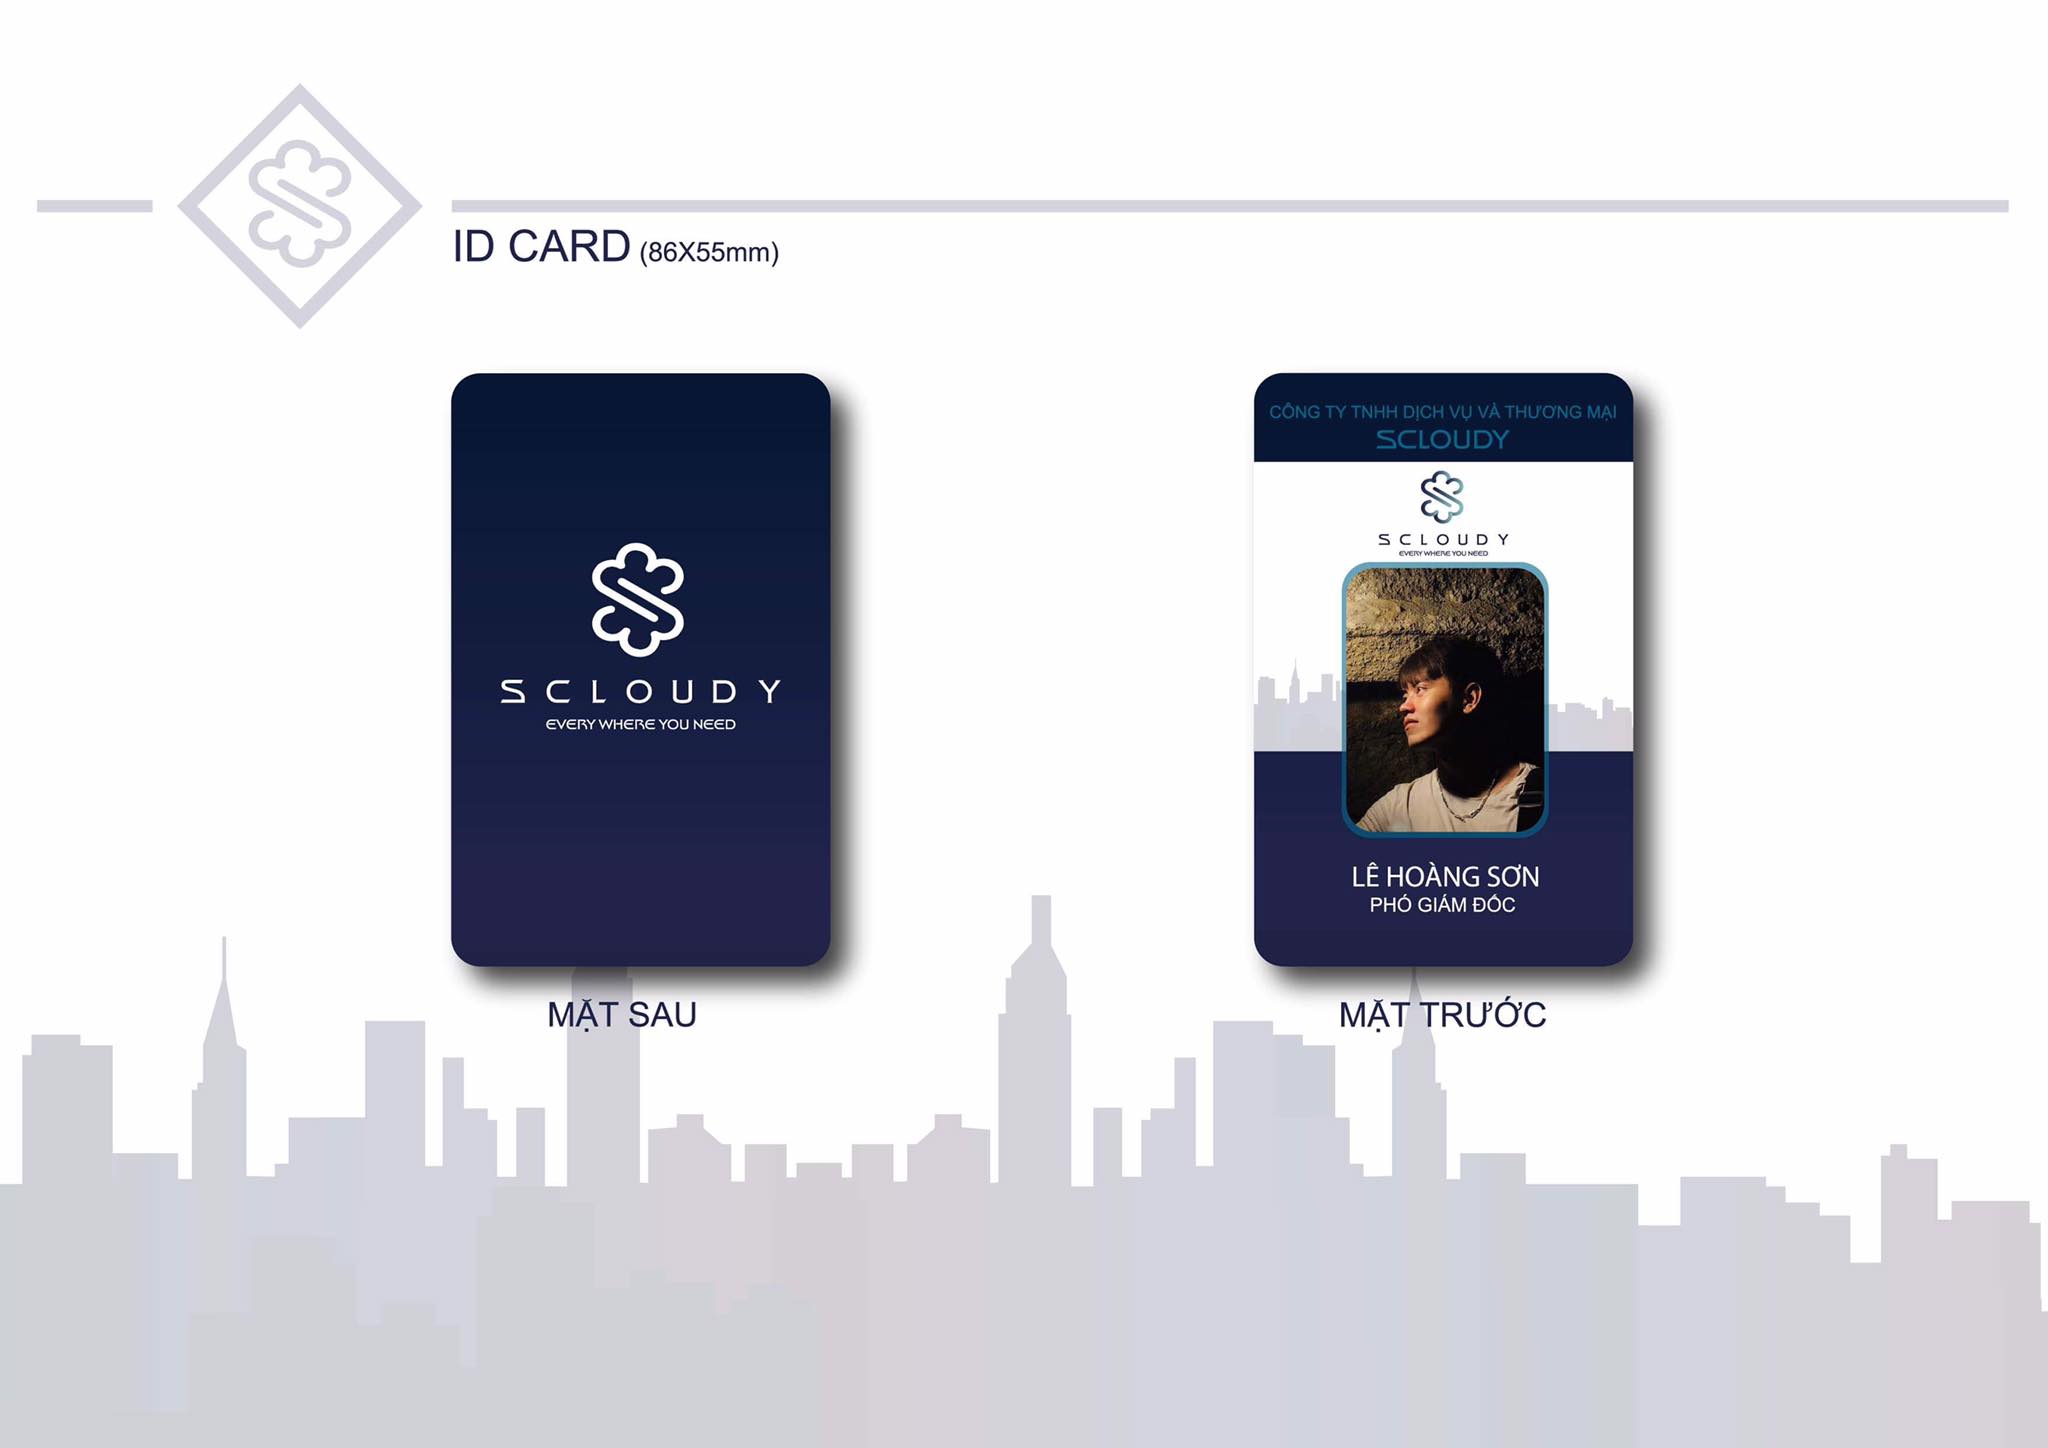 ID CARD (86X55mm)
SCLOUDY
EVERY WHERE YOU NEED
MẶT SAU
CÔNG TY TNHH DỊCH VỤ VÀ THƯƠNG MẠI
SCLOUDY
SCLOUDY
EVERY WHERE YOU NEED
LÊ HOÀNG SƠN
PHÓ GIÁM ĐỐC
MẶT TRƯỚC